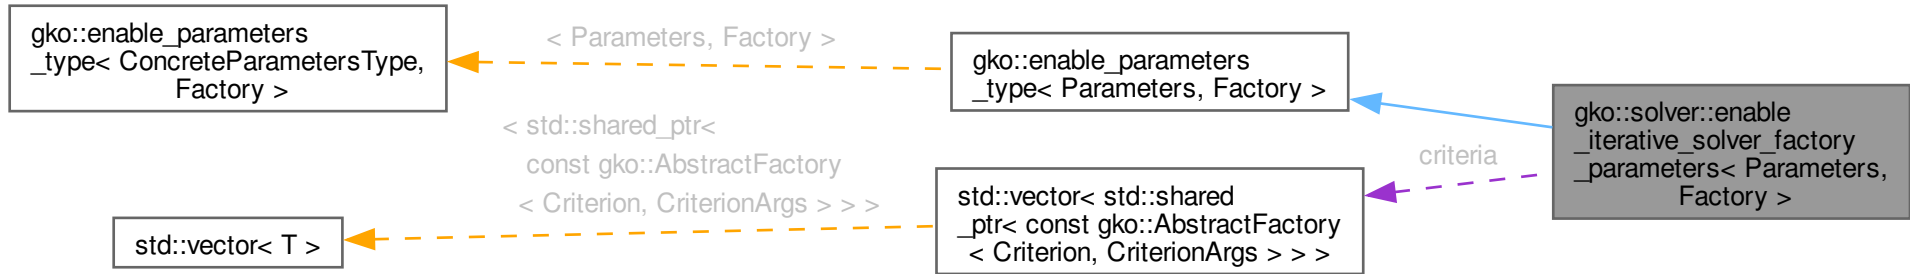 gko::enable_parameters
_type< ConcreteParametersType,
Factory >
< Parameters, Factory >
gko::enable_parameters
_type< Parameters, Factory >
gko::solver::enable
_iterative_solver_factory
_parameters< Parameters,
Factory >
criteria
< std::shared_ptr<
const gko::AbstractFactory
< Criterion, CriterionArgs > > >
std::vector< std::shared
_ptr< const gko::AbstractFactory
< Criterion, CriterionArgs > > >
std::vector< T >